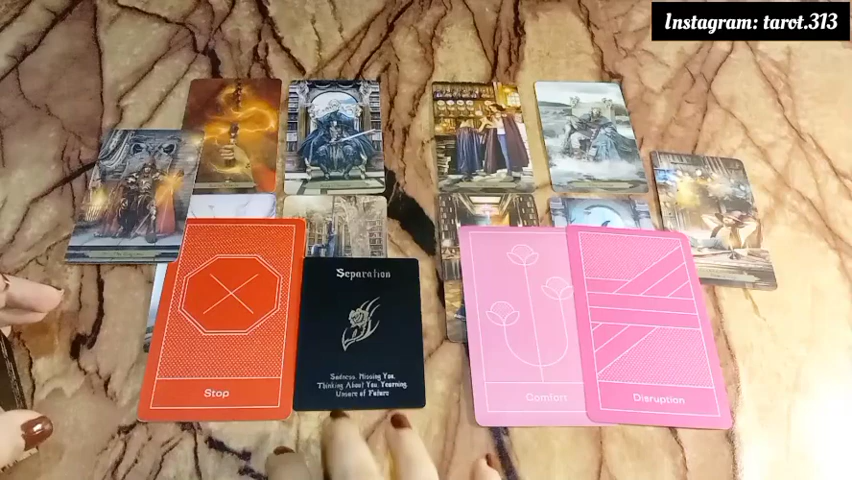 Instagram: tarot.313
Separation
Sadness. Missing You.
Thinking About You. Yearning.
Unsure of Future
Stop
Comfort
Disruption